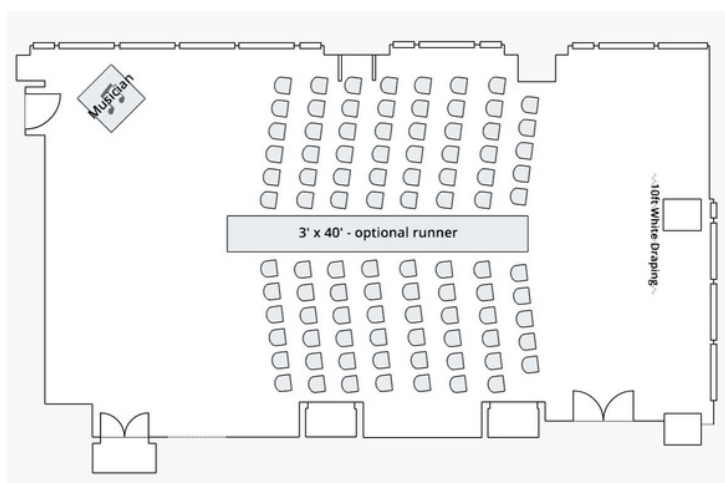 Musician
3' x 40' - optional runner
10ft White Draping